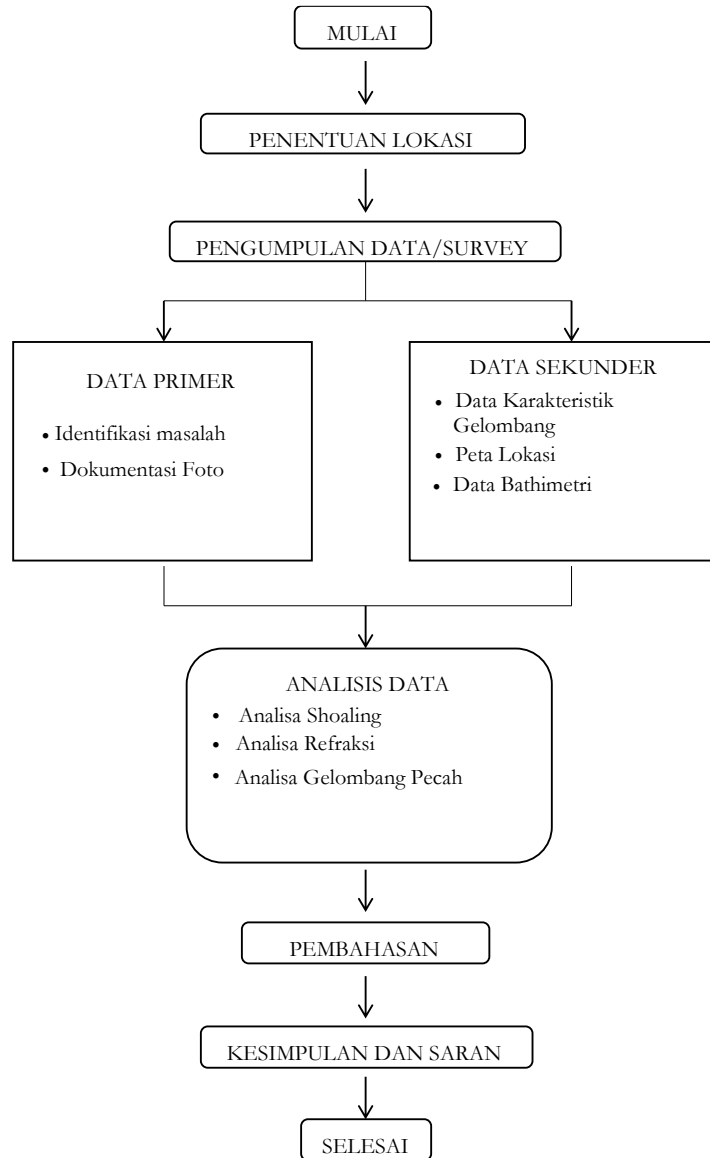 MULAI
PENENTUAN LOKASI
PENGUMPULAN DATA/SURVEY
DATA PRIMER
• Identifikasi masalah
• Dokumentasi Foto
DATA SEKUNDER
• Data Karakteristik
Gelombang
• Peta Lokasi
• Data Bathimetri
ANALISIS DATA
• Analisa Shoaling
• Analisa Refraksi
• Analisa Gelombang Pecah
PEMBAHASAN
KESIMPULAN DAN SARAN
SELESAI